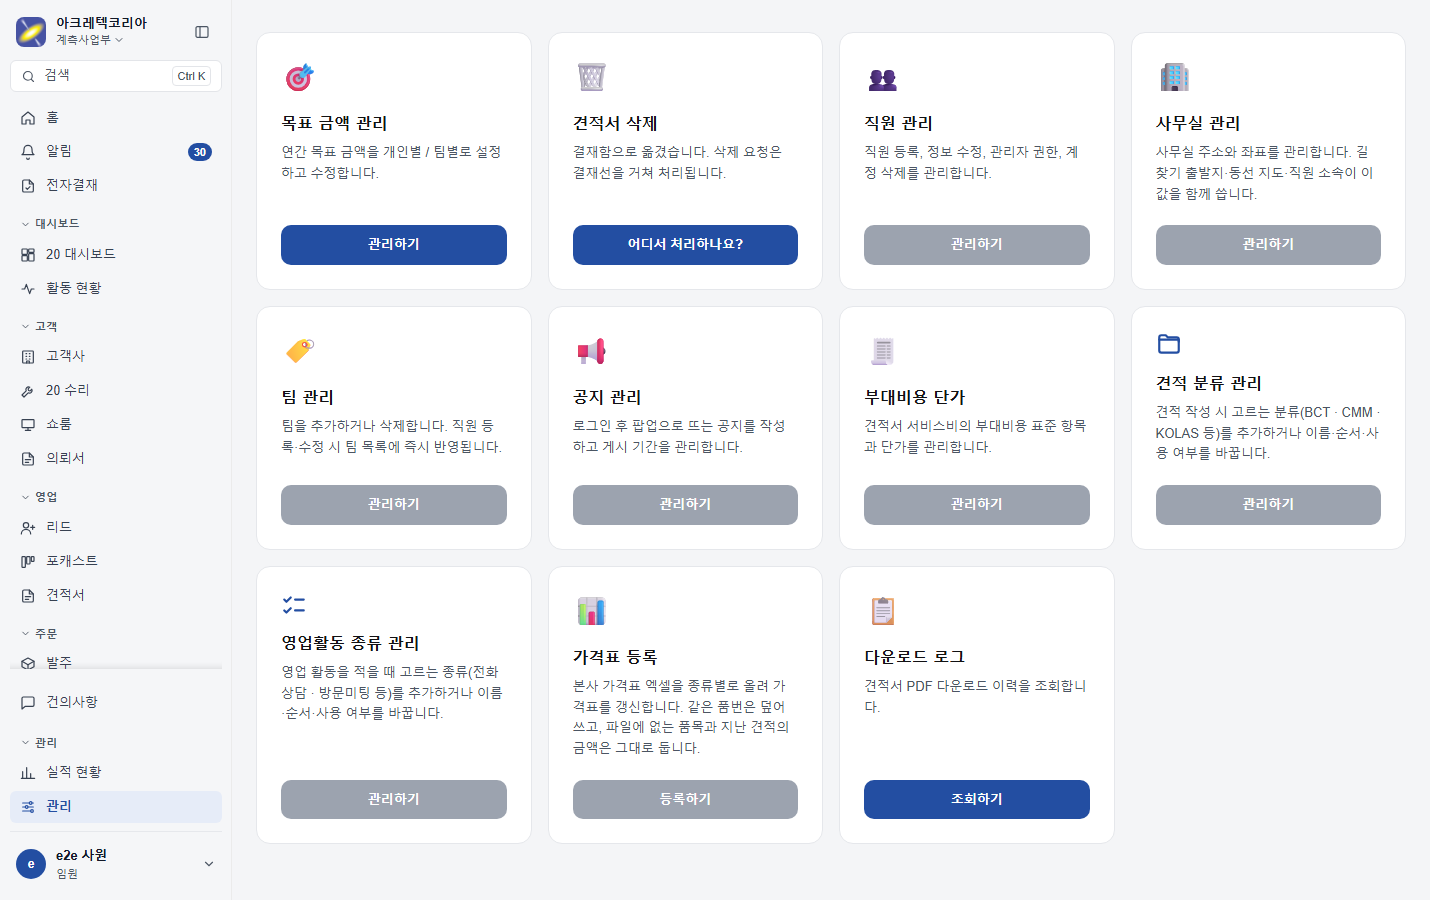 아크레텍코리아
계측사업부
검색
Ctrl K
홈
알림
30
전자결재
대시보드
20 대시보드
활동 현황
고객
고객사
20 수리
쇼룸
의뢰서
영업
리드
포캐스트
견적서
주문
발주
건의사항
관리
실적 현황
관리
e
e2e 사원
임원
목표 금액 관리
연간 목표 금액을 개인별 / 팀별로 설정
하고 수정합니다.
관리하기
견적서 삭제
결재함으로 옮겼습니다. 삭제 요청은
결재선을 거쳐 처리됩니다.
어디서 처리하나요?
직원 관리
직원 등록, 정보 수정, 관리자 권한, 계
정 삭제를 관리합니다.
관리하기
사무실 관리
사무실 주소와 좌표를 관리합니다. 길
찾기 출발지·동선 지도·직원 소속이 이
값을 함께 씁니다.
관리하기
팀 관리
팀을 추가하거나 삭제합니다. 직원 등
록·수정 시 팀 목록에 즉시 반영됩니다.
관리하기
공지 관리
로그인 후 팝업으로 뜨는 공지를 작성
하고 게시 기간을 관리합니다.
관리하기
부대비용 단가
견적서 서비스비의 부대비용 표준 항목
과 단가를 관리합니다.
관리하기
견적 분류 관리
견적 작성 시 고르는 분류(BCT · CMM ·
KOLAS 등)를 추가하거나 이름·순서·사
용 여부를 바꿉니다.
관리하기
영업활동 종류 관리
영업 활동을 적을 때 고르는 종류(전화
상담 · 방문미팅 등)를 추가하거나 이름
·순서·사용 여부를 바꿉니다.
관리하기
가격표 등록
본사 가격표 엑셀을 종류별로 올려 가
격표를 갱신합니다. 같은 품번은 덮어
쓰고, 파일에 없는 품목과 지난 견적의
금액은 그대로 둡니다.
등록하기
다운로드 로그
견적서 PDF 다운로드 이력을 조회합니
다.
조회하기